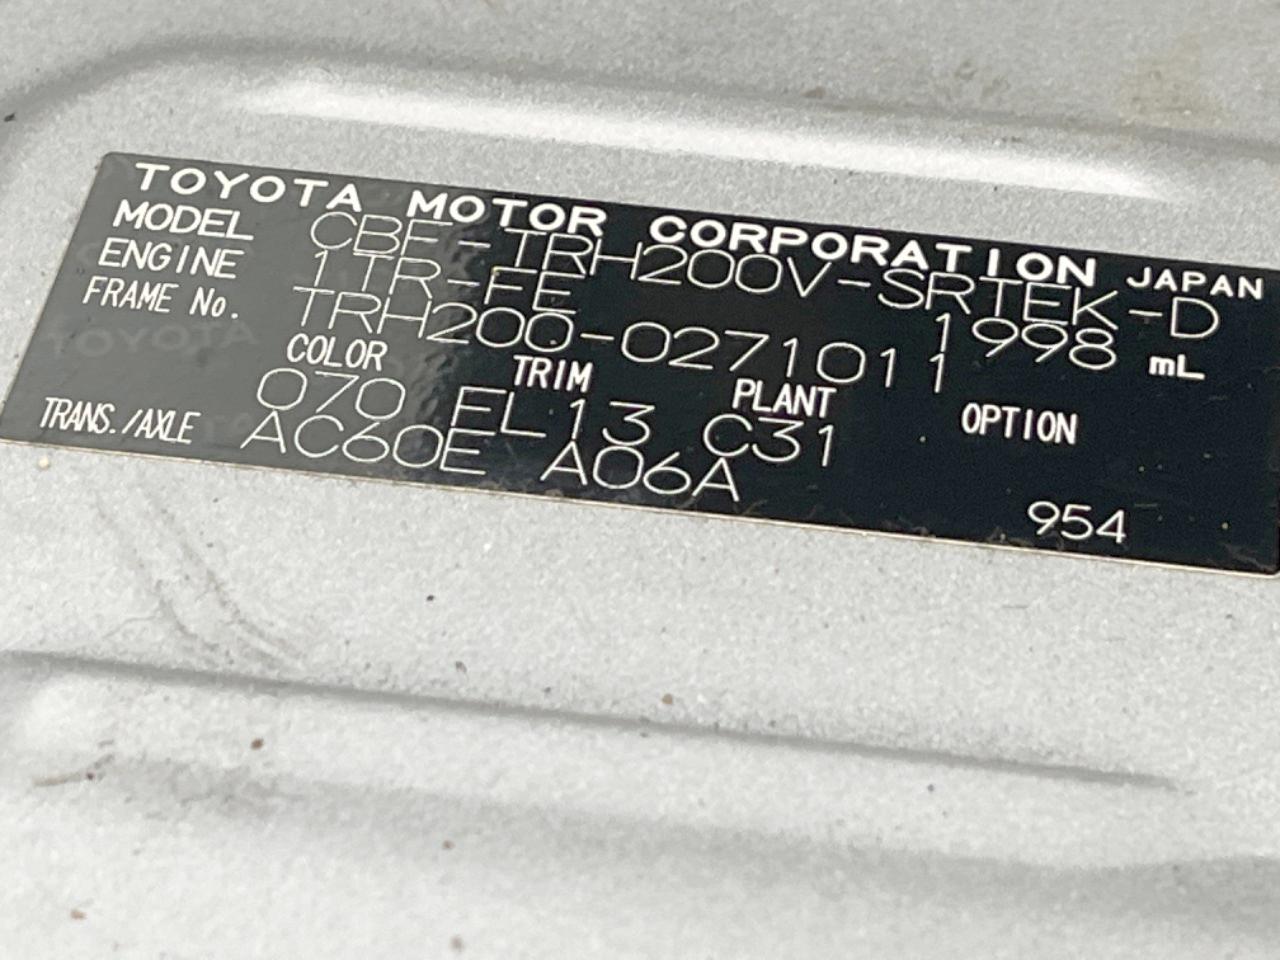 TOYOTA MOTOR CORPORATION JAPAN
MODEL CBF-TRH200V-SRTEK-D
ENGINE 1TR-FE 1998 mL
FRAME No. TRH200-0271011
COLOR TRIM PLANT OPTION
070 EL13 C31
TRANS./AXLE AC60E A06A
954